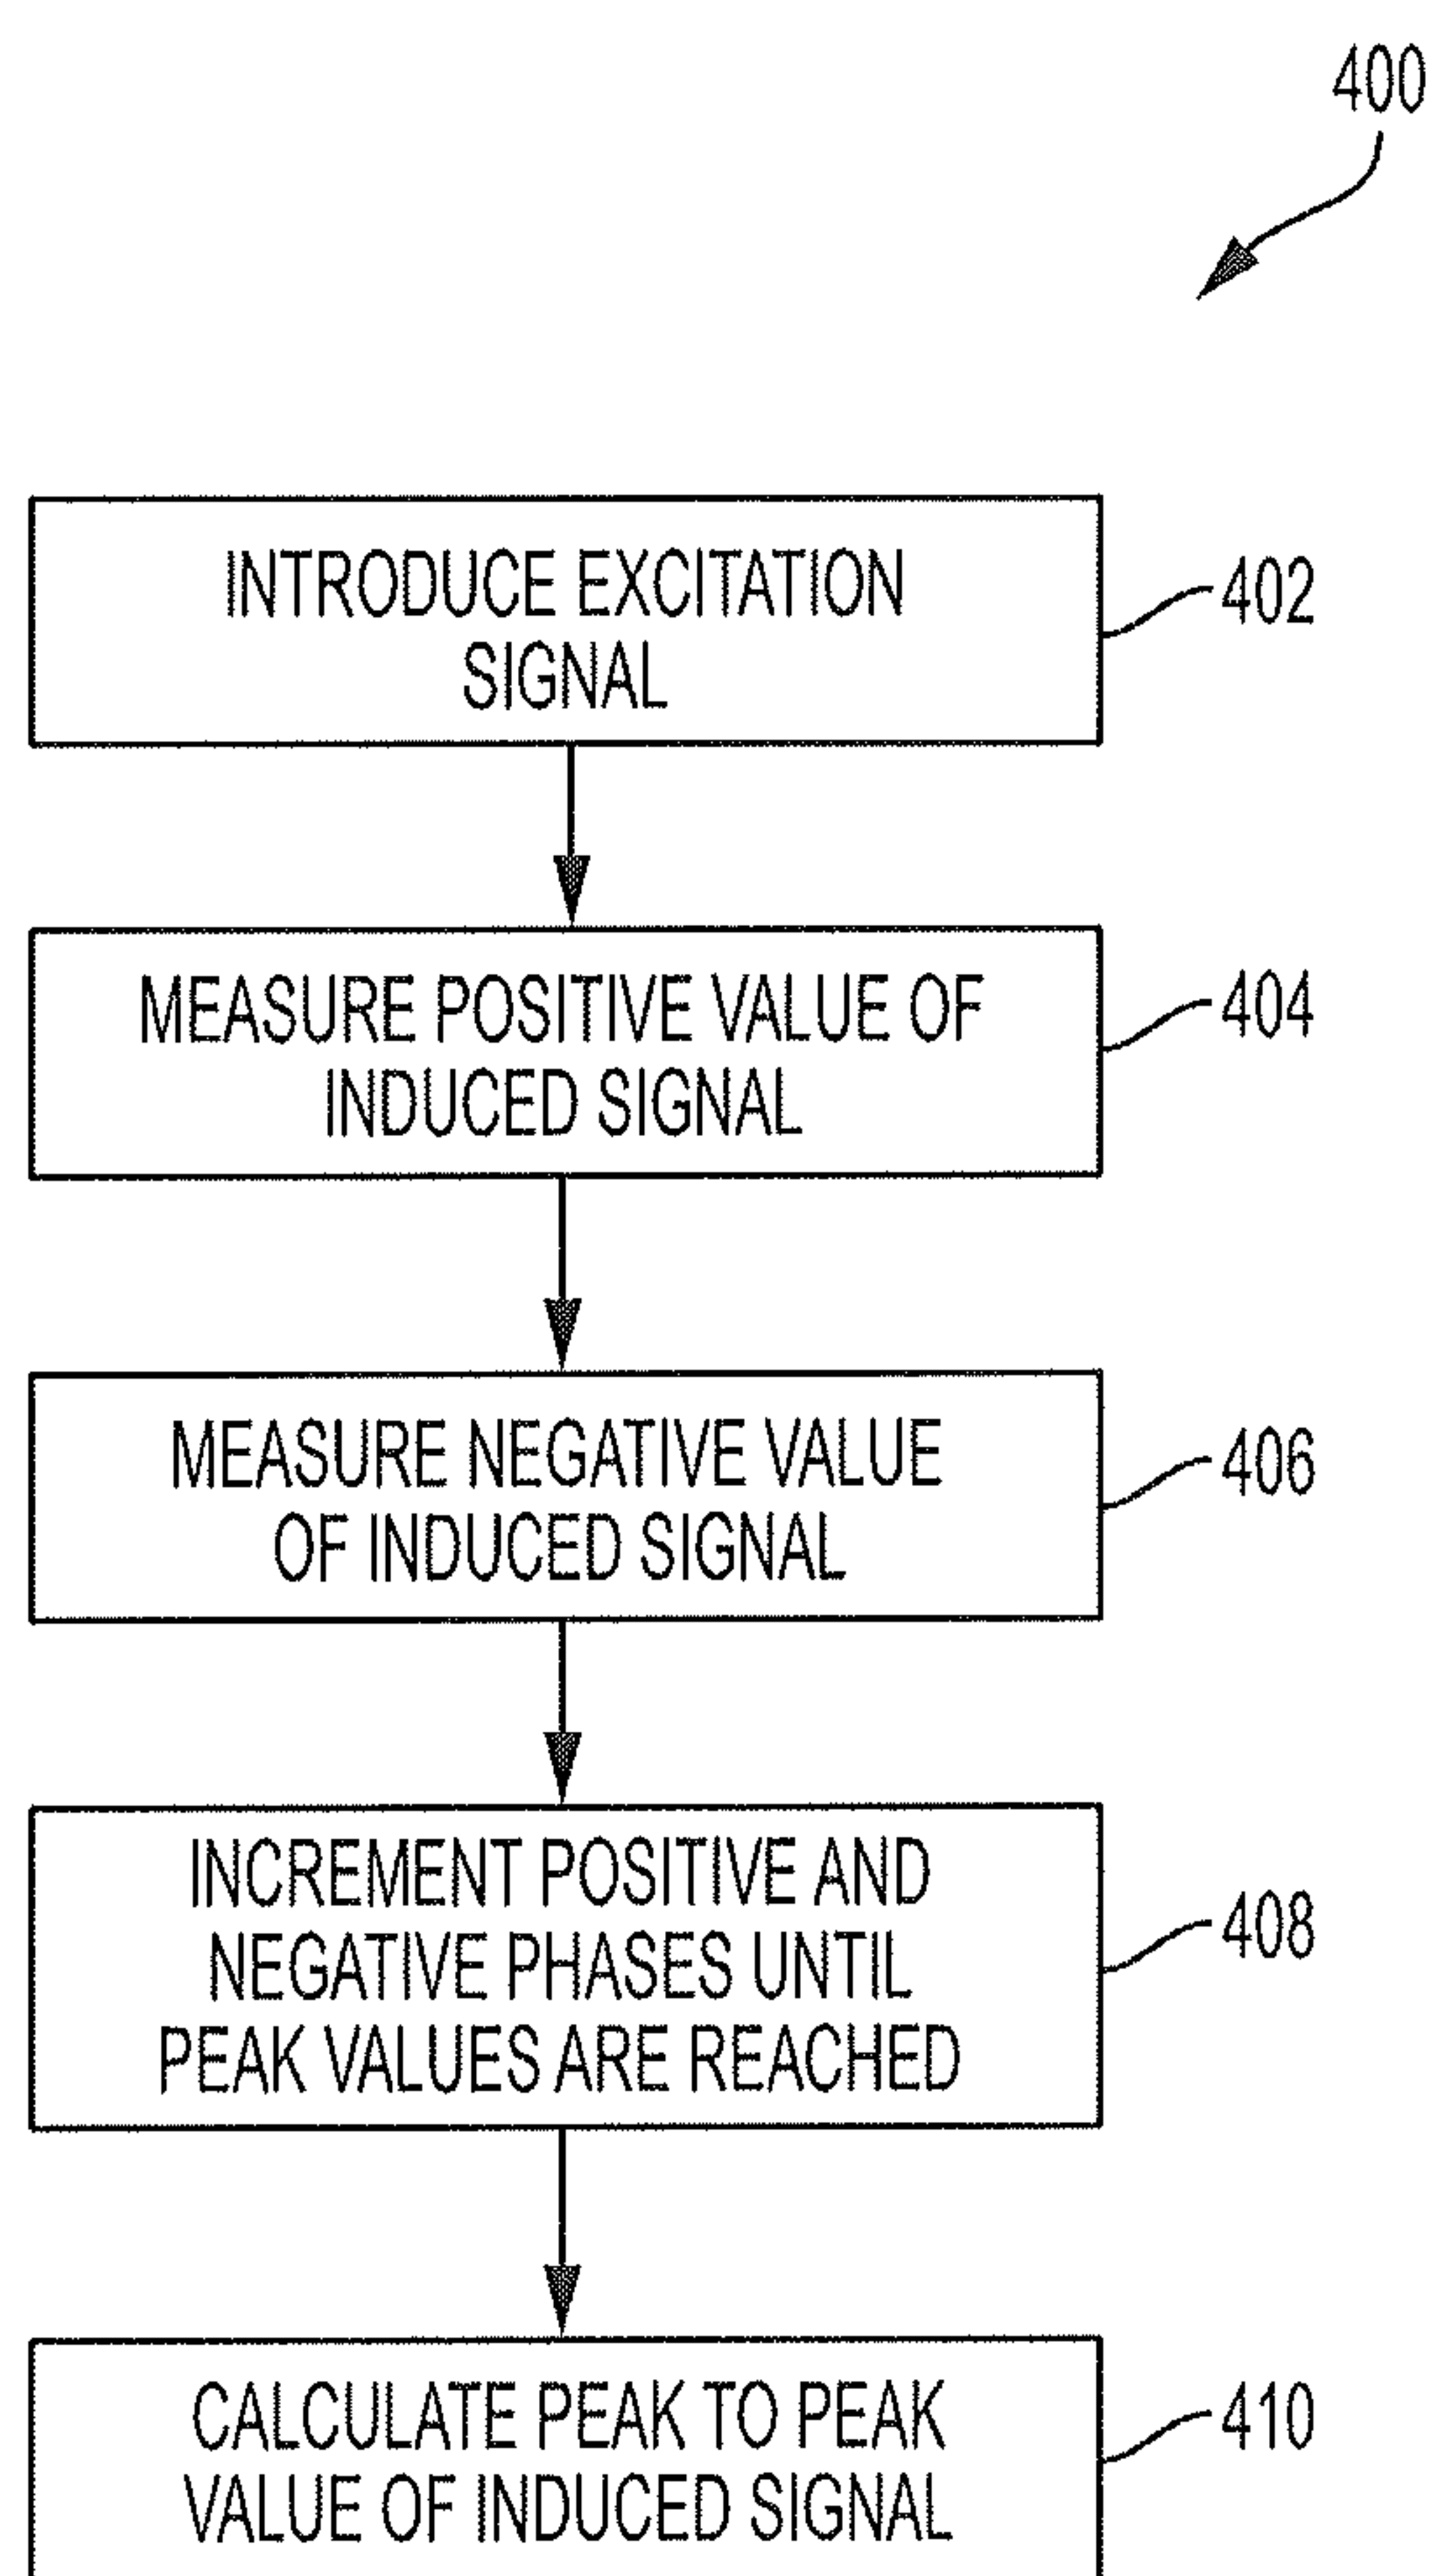 400
INTRODUCE EXCITATION
SIGNAL
402
MEASURE POSITIVE VALUE OF
INDUCED SIGNAL
404
MEASURE NEGATIVE VALUE
OF INDUCED SIGNAL
406
INCREMENT POSITIVE AND
NEGATIVE PHASES UNTIL
PEAK VALUES ARE REACHED
408
CALCULATE PEAK TO PEAK
VALUE OF INDUCED SIGNAL
410